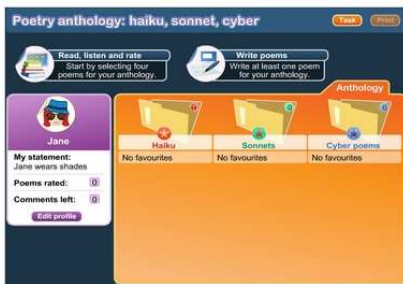 Poetry anthology: haiku, sonnet, cyber
Task
Print
Read, listen and rate
Start by selecting four
poems for your anthology.
Write poems
Write at least one poem
for your anthology.
Anthology
Jane
My statement:
Jane wears shades
Poems rated: 0
Comments left: 0
Edit profile
Haiku
No favourites
Sonnets
No favourites
Cyber poems
No favourites